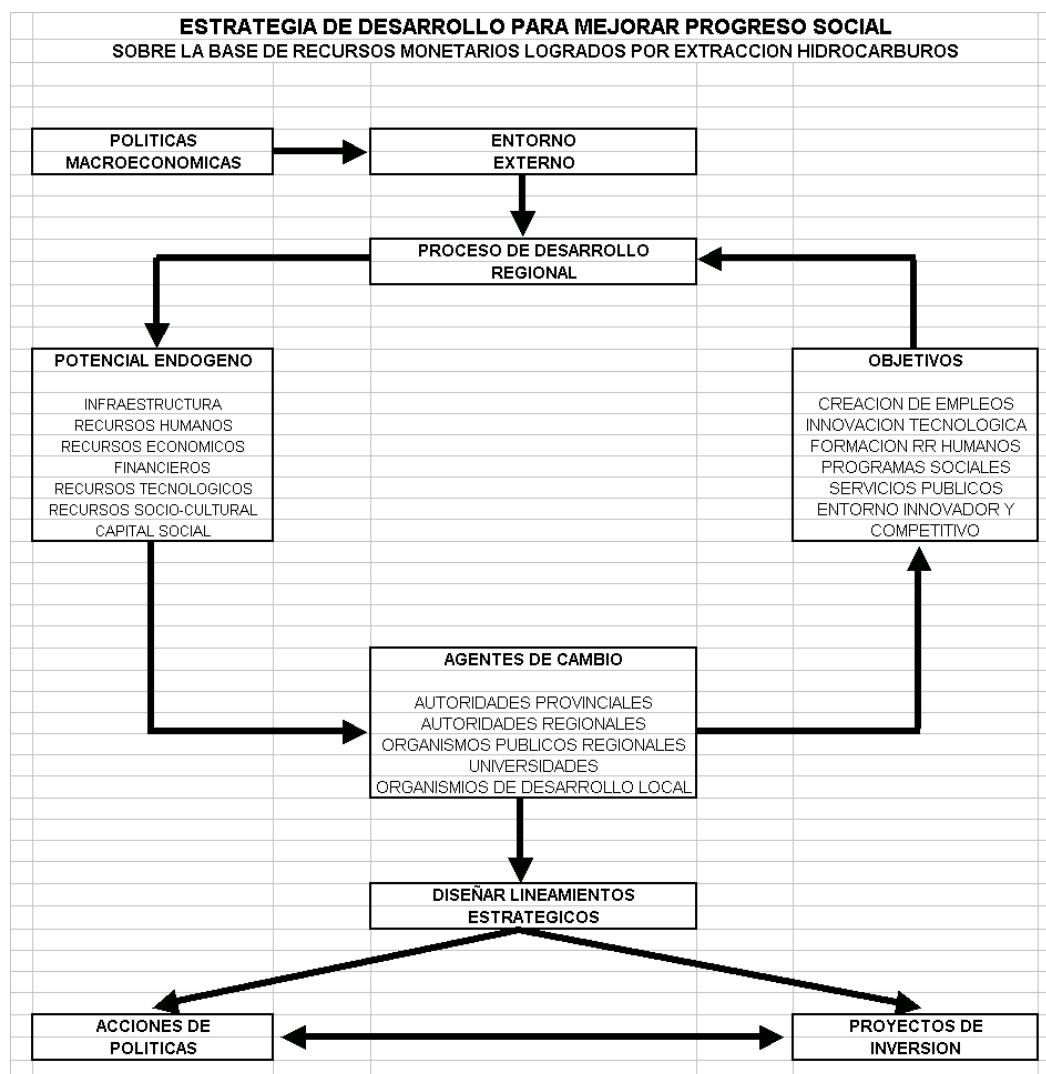 ESTRATEGIA DE DESARROLLO PARA MEJORAR PROGRESO SOCIAL
SOBRE LA BASE DE RECURSOS MONETARIOS LOGRADOS POR EXTRACCION HIDROCARBUROS
POLITICAS
MACROECONOMICAS
ENTORNO
EXTERNO
PROCESO DE DESARROLLO
REGIONAL
POTENCIAL ENDOGENO
INFRAESTRUCTURA
RECURSOS HUMANOS
RECURSOS ECONOMICOS
FINANCIEROS
RECURSOS TECNOLOGICOS
RECURSOS SOCIO-CULTURAL
CAPITAL SOCIAL
OBJETIVOS
CREACION DE EMPLEOS
INNOVACION TECNOLOGICA
FORMACION RR HUMANOS
PROGRAMAS SOCIALES
SERVICIOS PUBLICOS
ENTORNO INNOVADOR Y
COMPETITIVO
AGENTES DE CAMBIO
AUTORIDADES PROVINCIALES
AUTORIDADES REGIONALES
ORGANISMOS PUBLICOS REGIONALES
UNIVERSIDADES
ORGANISMIOS DE DESARROLLO LOCAL
DISEÑAR LINEAMIENTOS
ESTRATEGICOS
ACCIONES DE
POLITICAS
PROYECTOS DE
INVERSION